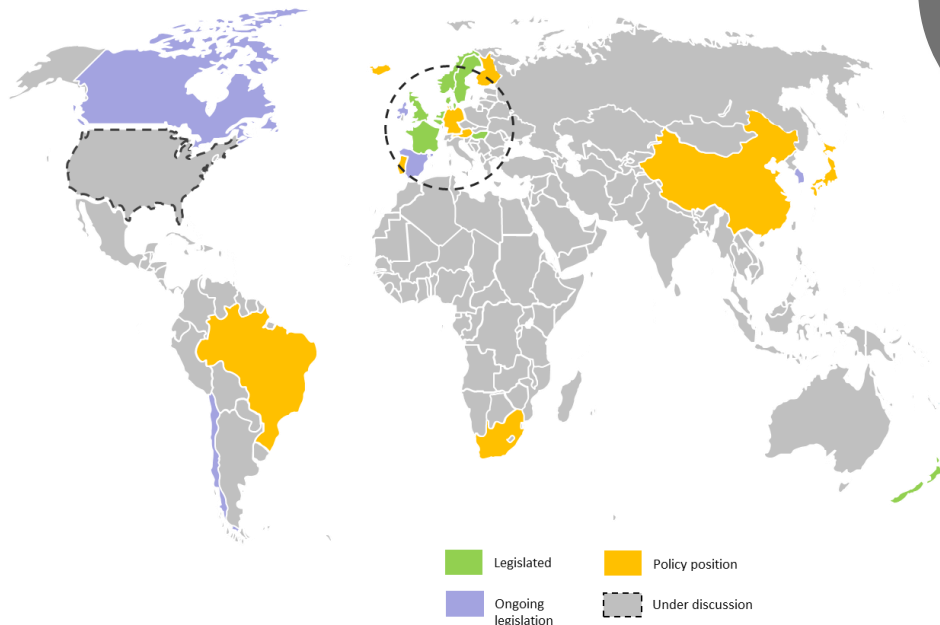 Legislated
Policy position
Ongoing
legislation
Under discussion